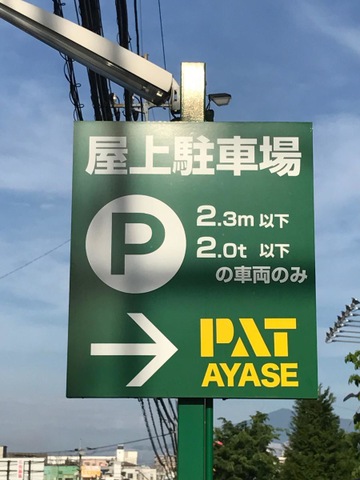 屋上駐車場
P
2.3m 以下
2.0t 以下
の車両のみ
PAT
AYASE